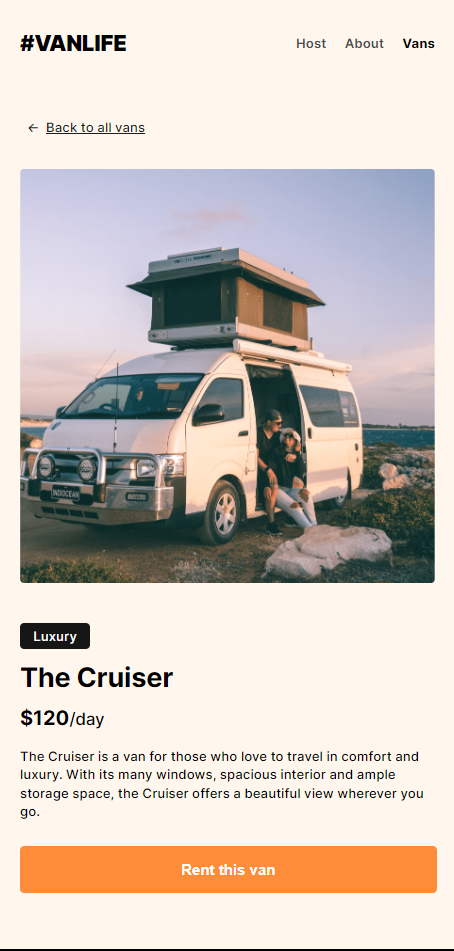 #VANLIFE
Host About Vans
← Back to all vans
INDIOCEAN
Luxury
The Cruiser
$120/day
The Cruiser is a van for those who love to travel in comfort and
luxury. With its many windows, spacious interior and ample
storage space, the Cruiser offers a beautiful view wherever you
go.
Rent this van